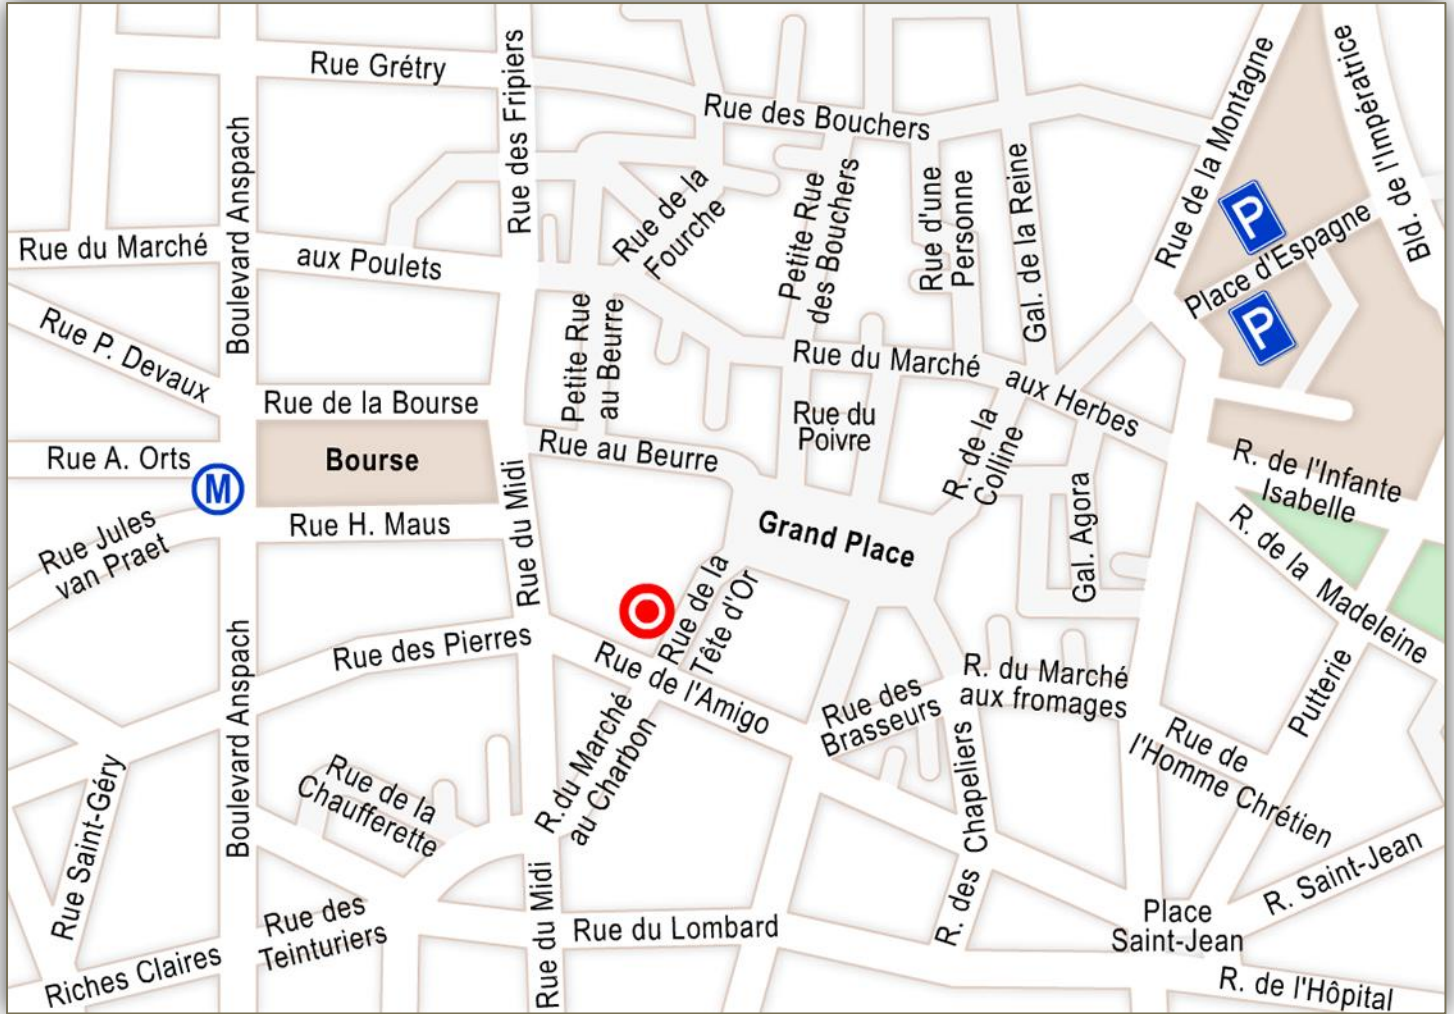 Rue Grétry
Rue des Fripiers
Rue des Bouchers
Rue de la Montagne
Bld. de l'Impératrice
Boulevard Anspach
Rue de la
Fourche
Petite Rue
des Bouchers
Rue d'une
Personne
Gal. de la Reine
P
Place d'Espagne
P
Rue du Marché
aux Poulets
Rue P. Devaux
Petite Rue
au Beurre
Rue du Marché
aux Herbes
Rue de la Bourse
Rue du
Poivre
R. de la
Colline
Rue A. Orts
M
Bourse
Rue au Beurre
R. de l'Infante
Isabelle
Rue Jules
van Praet
Rue H. Maus
Rue du Midi
Grand Place
Gal. Agora
R. de la Madeleine
Rue de la
Tête d'Or
Rue des Pierres
Rue de l'Amigo
R. du Marché
aux fromages
Rue des
Brasseurs
Putterie
Boulevard Anspach
R.du Marché
au Charbon
Rue de
l'Homme Chrétien
Rue Saint-Géry
Rue de la
Chaufferette
R. des Chapeliers
R. Saint-Jean
Rue des
Teinturiers
Rue du Midi
Rue du Lombard
Place
Saint-Jean
Riches Claires
R. de l'Hôpital